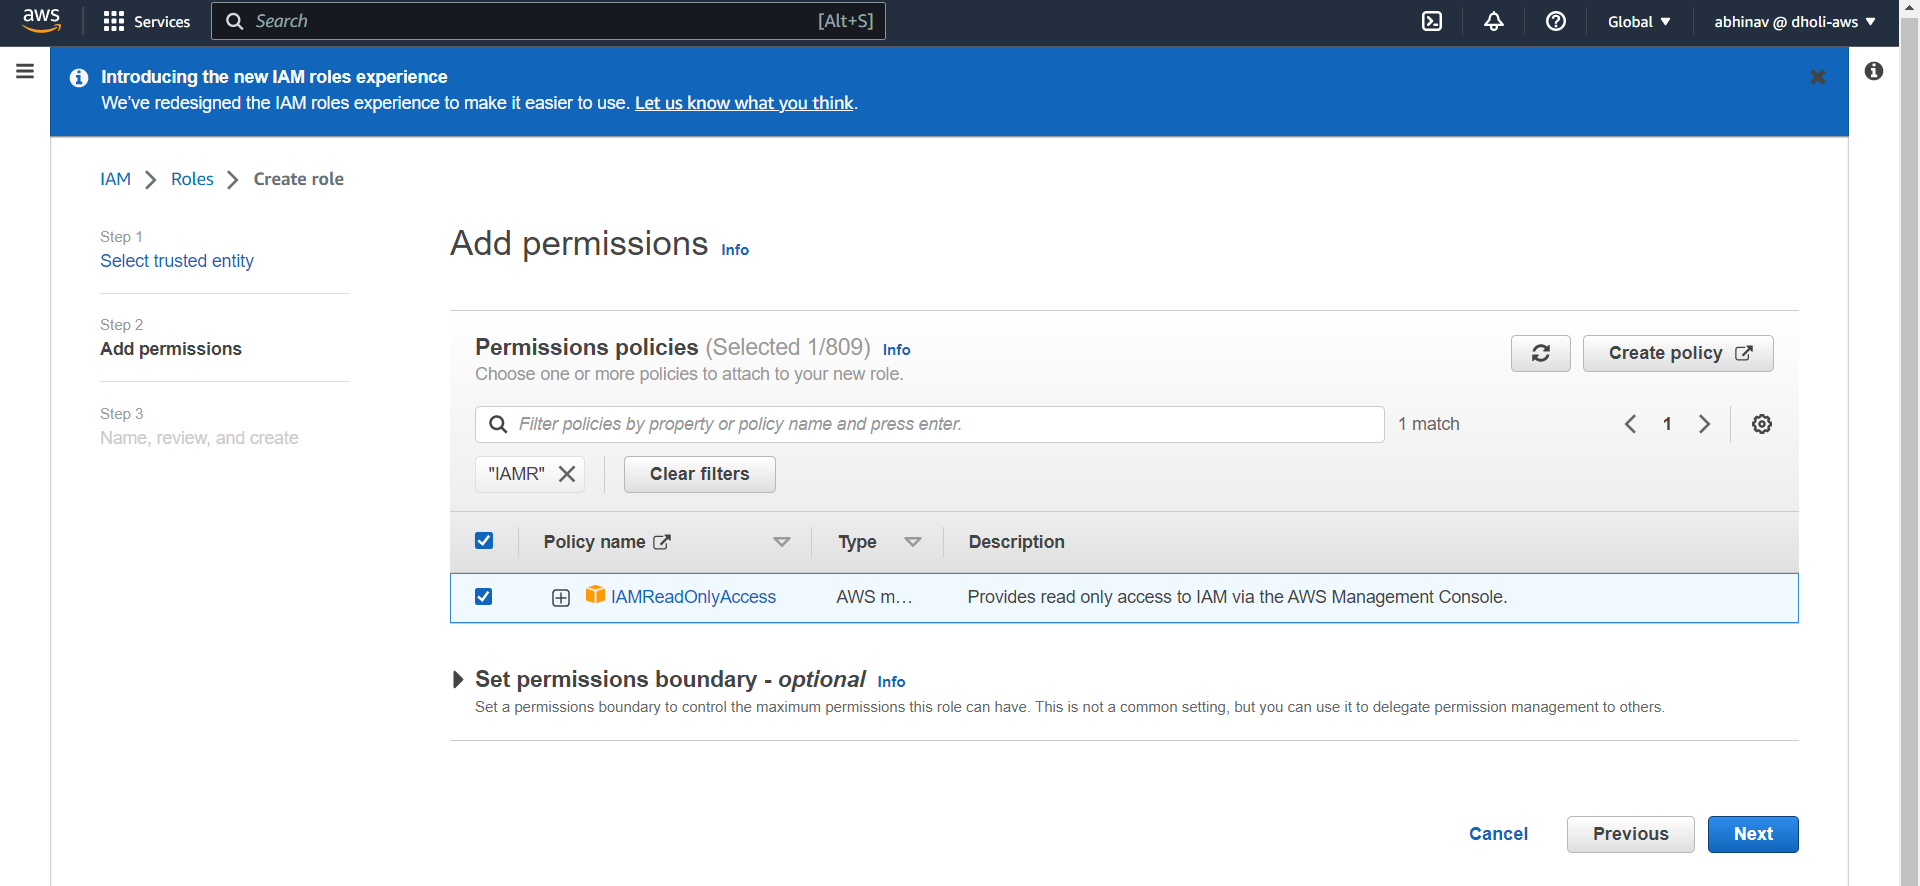 aws
Services
Search [Alt+S]
Global
abhinav @ dholi-aws
Introducing the new IAM roles experience
We've redesigned the IAM roles experience to make it easier to use. Let us know what you think.
IAM > Roles > Create role
Step 1
Select trusted entity
Step 2
Add permissions
Step 3
Name, review, and create
Add permissions Info
Permissions policies (Selected 1/809) Info
Choose one or more policies to attach to your new role.
Create policy
Filter policies by property or policy name and press enter.
1 match
1
"IAMR"
Clear filters
Policy name Type Description
IAMReadOnlyAccess AWS m… Provides read only access to IAM via the AWS Management Console.
Set permissions boundary - optional Info
Set a permissions boundary to control the maximum permissions this role can have. This is not a common setting, but you can use it to delegate permission management to others.
Cancel Previous Next